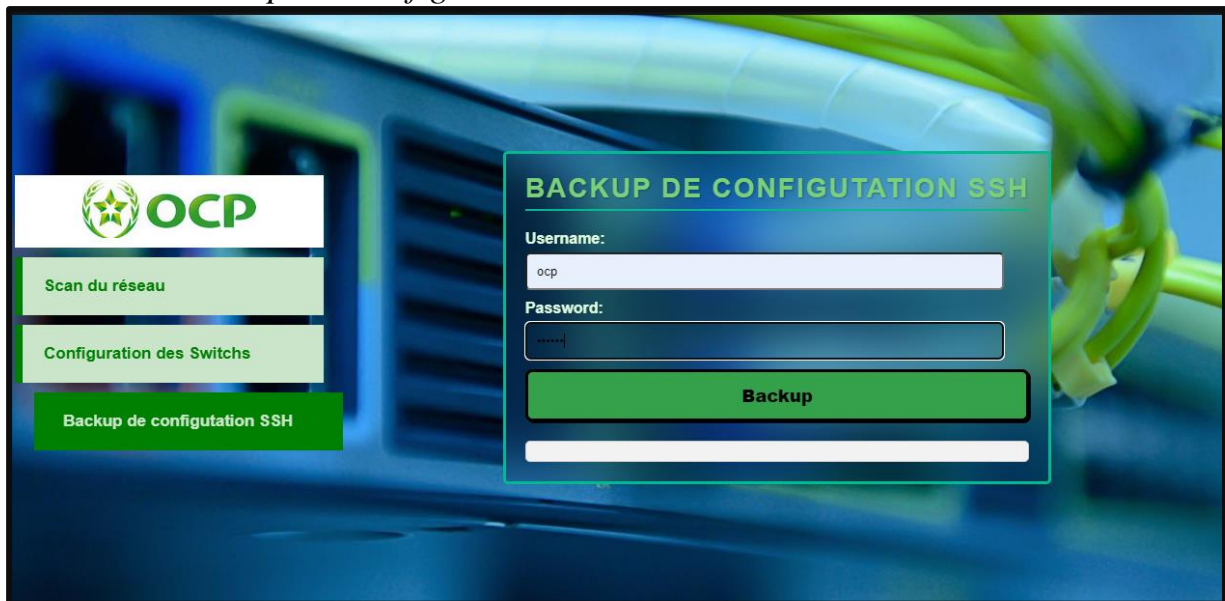 OCP
Scan du réseau
Configuration des Switchs
Backup de configutation SSH
BACKUP DE CONFIGUTATION SSH
Username:
ocp
Password:
••••••
Backup